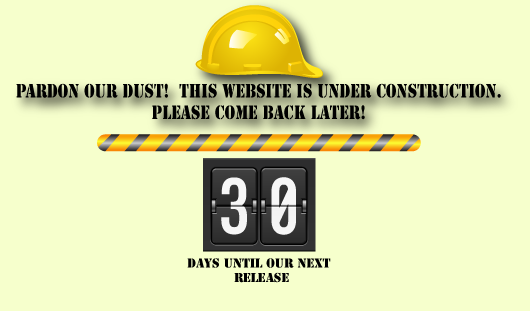 PARDON OUR DUST! THIS WEBSITE IS UNDER CONSTRUCTION.
PLEASE COME BACK LATER!
30
DAYS UNTIL OUR NEXT
RELEASE